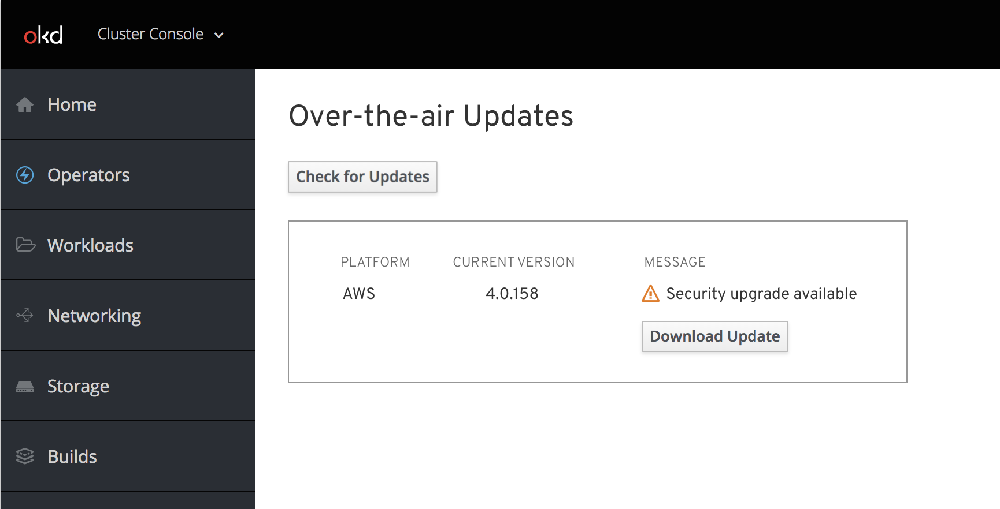 okd Cluster Console
Home
Operators
Workloads
Networking
Storage
Builds
Over-the-air Updates
Check for Updates
PLATFORM CURRENT VERSION MESSAGE
AWS 4.0.158 Security upgrade available
Download Update